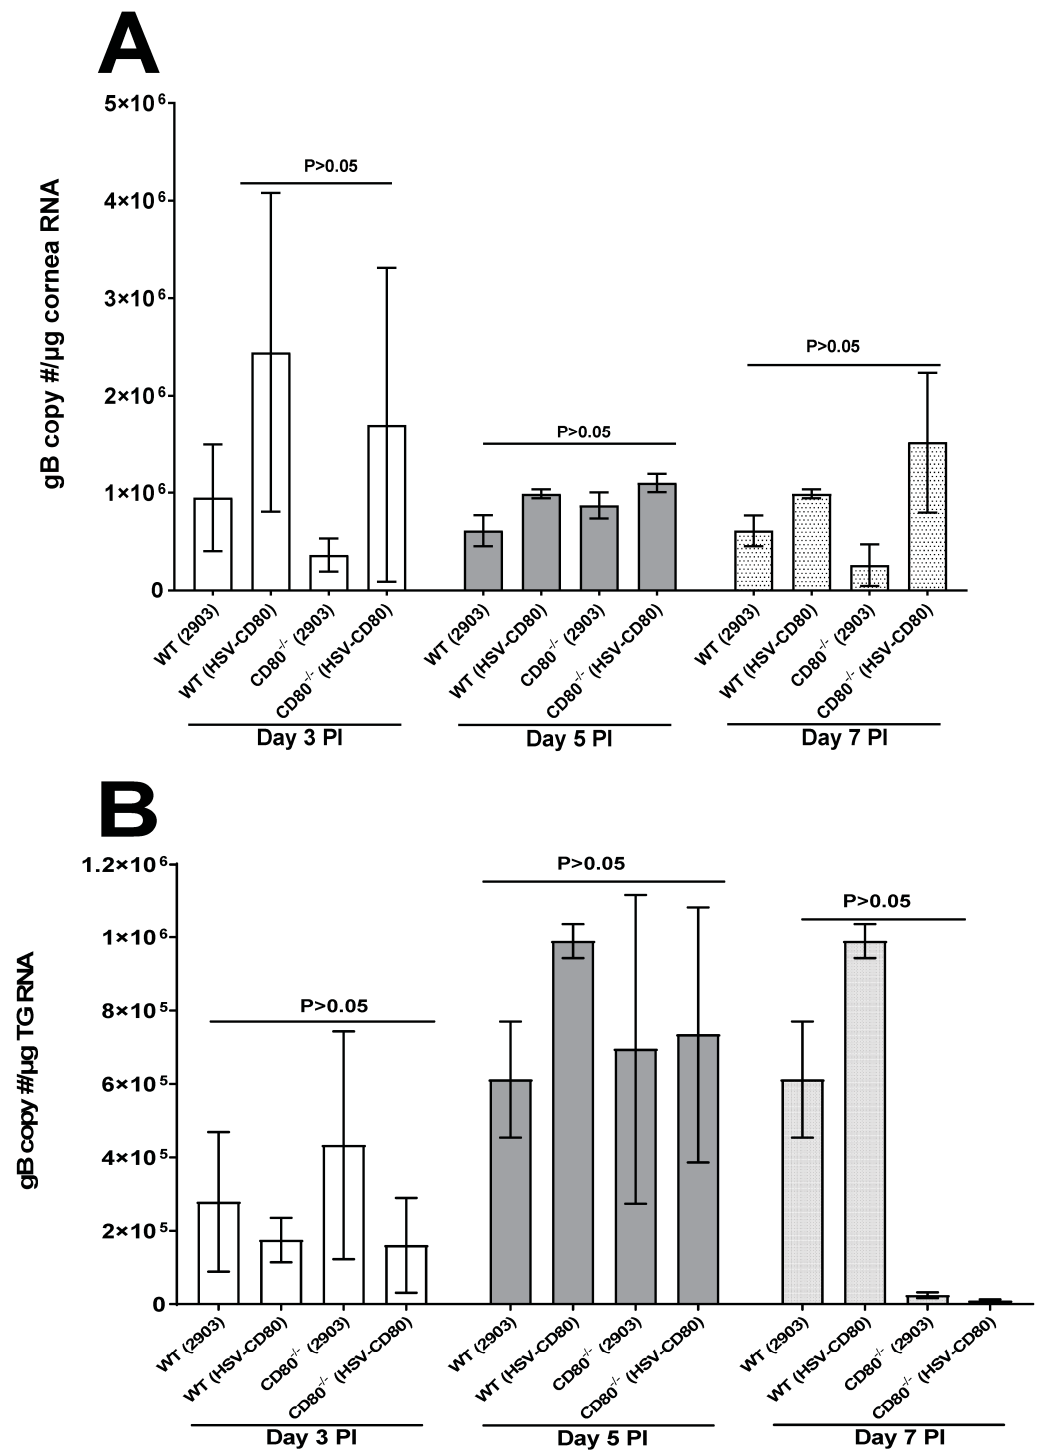 A
gB copy #/µg cornea RNA
5×10⁶
4×10⁶
3×10⁶
2×10⁶
1×10⁶
0
P>0.05
P>0.05
P>0.05
WT (2903)
WT (HSV-CD80)
CD80⁻/⁻ (2903)
CD80⁻/⁻ (HSV-CD80)
WT (2903)
WT (HSV-CD80)
CD80⁻/⁻ (2903)
CD80⁻/⁻ (HSV-CD80)
WT (2903)
WT (HSV-CD80)
CD80⁻/⁻ (2903)
CD80⁻/⁻ (HSV-CD80)
Day 3 PI
Day 5 PI
Day 7 PI
B
gB copy #/µg TG RNA
1.2×10⁶
1×10⁶
8×10⁵
6×10⁵
4×10⁵
2×10⁵
0
P>0.05
P>0.05
P>0.05
WT (2903)
WT (HSV-CD80)
CD80⁻/⁻ (2903)
CD80⁻/⁻ (HSV-CD80)
WT (2903)
WT (HSV-CD80)
CD80⁻/⁻ (2903)
CD80⁻/⁻ (HSV-CD80)
WT (2903)
WT (HSV-CD80)
CD80⁻/⁻ (2903)
CD80⁻/⁻ (HSV-CD80)
Day 3 PI
Day 5 PI
Day 7 PI